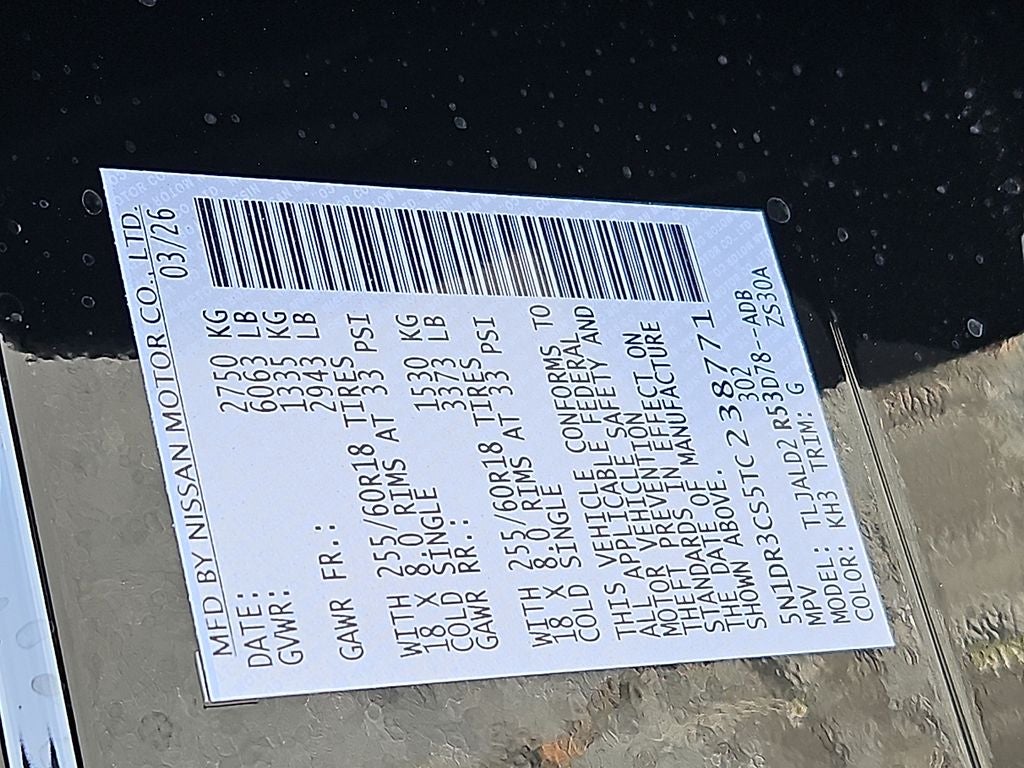 MFD BY NISSAN MOTOR CO., LTD.
DATE: 03/26
GVWR: 2750 KG
6063 LB
GAWR FR.: 1335 KG
2943 LB
WITH 255/60R18 TIRES
18 X 8.0 RIMS AT 33 PSI
COLD SINGLE
GAWR RR.: 1530 KG
3373 LB
WITH 255/60R18 TIRES
18 X 8.0 RIMS AT 33 PSI
COLD SINGLE
THIS VEHICLE CONFORMS TO
ALL APPLICABLE FEDERAL
MOTOR VEHICLE SAFETY AND
THEFT PREVENTION
STANDARDS IN EFFECT ON
THE DATE OF MANUFACTURE
SHOWN ABOVE.
5N1DR3CS5TC238771
MPV 302
MODEL: TLJALD2 R53D78--ADB
COLOR: KH3 TRIM: G ZS30A